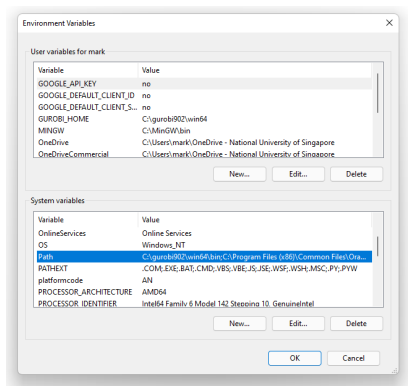 Environment Variables
User variables for mark
Variable Value
GOOGLE_API_KEY no
GOOGLE_DEFAULT_CLIENT_ID no
GOOGLE_DEFAULT_CLIENT_S... no
GUROBI_HOME C:\gurobi902\win64
MINGW C:\MinGW\bin
OneDrive C:\Users\mark\OneDrive - National University of Singapore
OneDriveCommercial C:\Users\mark\OneDrive - National University of Singapore
New... Edit... Delete
System variables
Variable Value
OnlineServices Online Services
OS Windows_NT
Path C:\gurobi902\win64\bin;C:\Program Files (x86)\Common Files\Ora...
PATHEXT .COM;.EXE;.BAT;.CMD;.VBS;.VBE;.JS;.JSE;.WSF;.WSH;.MSC;.PY;.PYW
platformcode AN
PROCESSOR_ARCHITECTURE AMD64
PROCESSOR_IDENTIFIER Intel64 Family 6 Model 142 Stepping 10, GenuineIntel
New... Edit... Delete
OK Cancel